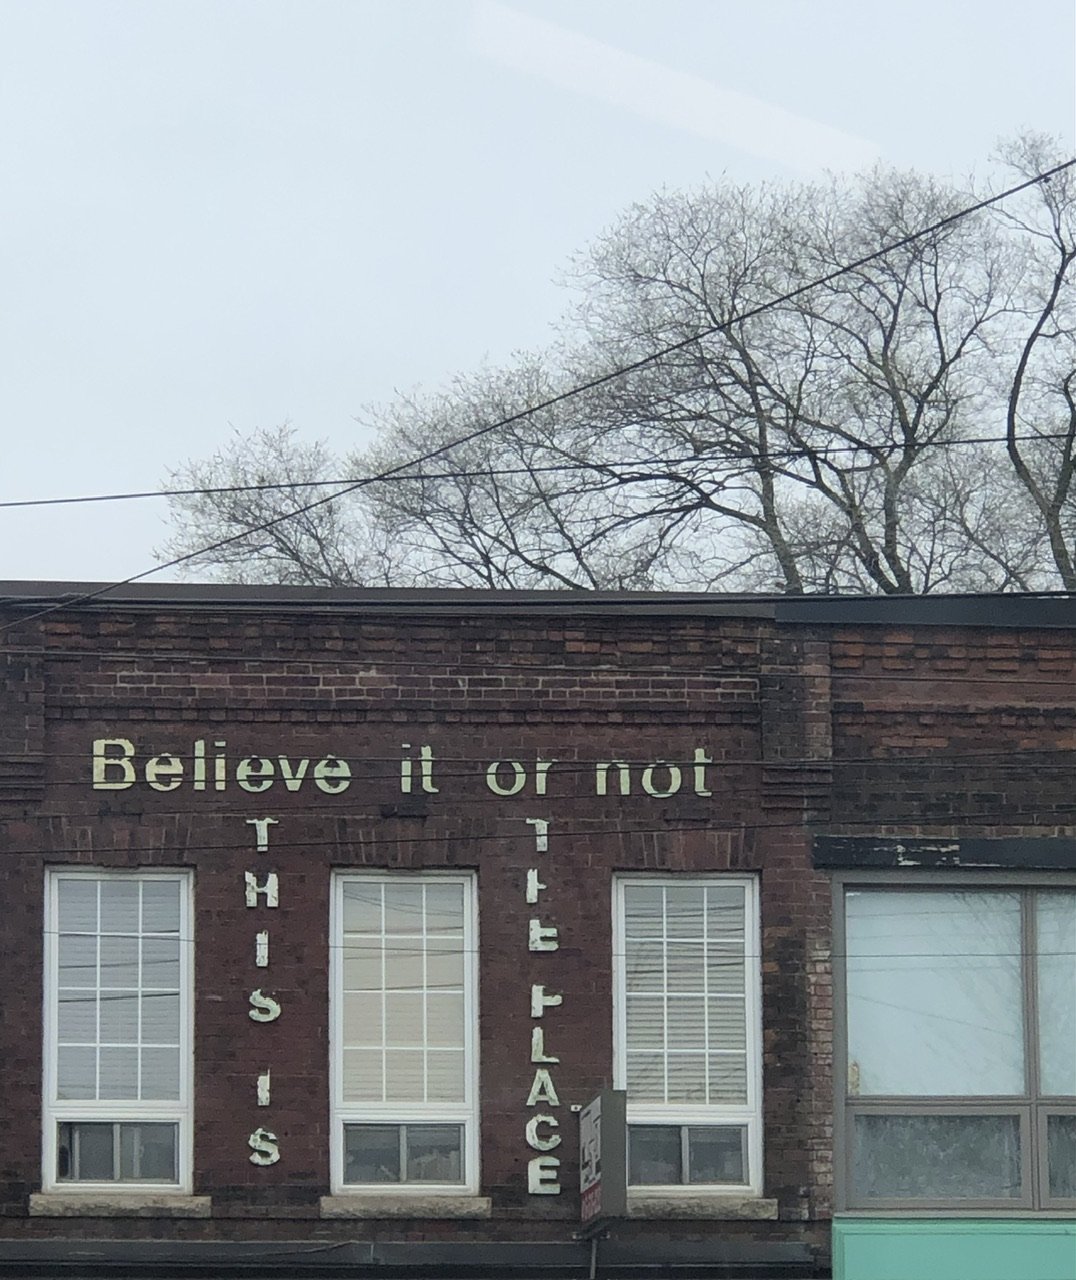 Believe it or not
THIS IS
THE PLACE